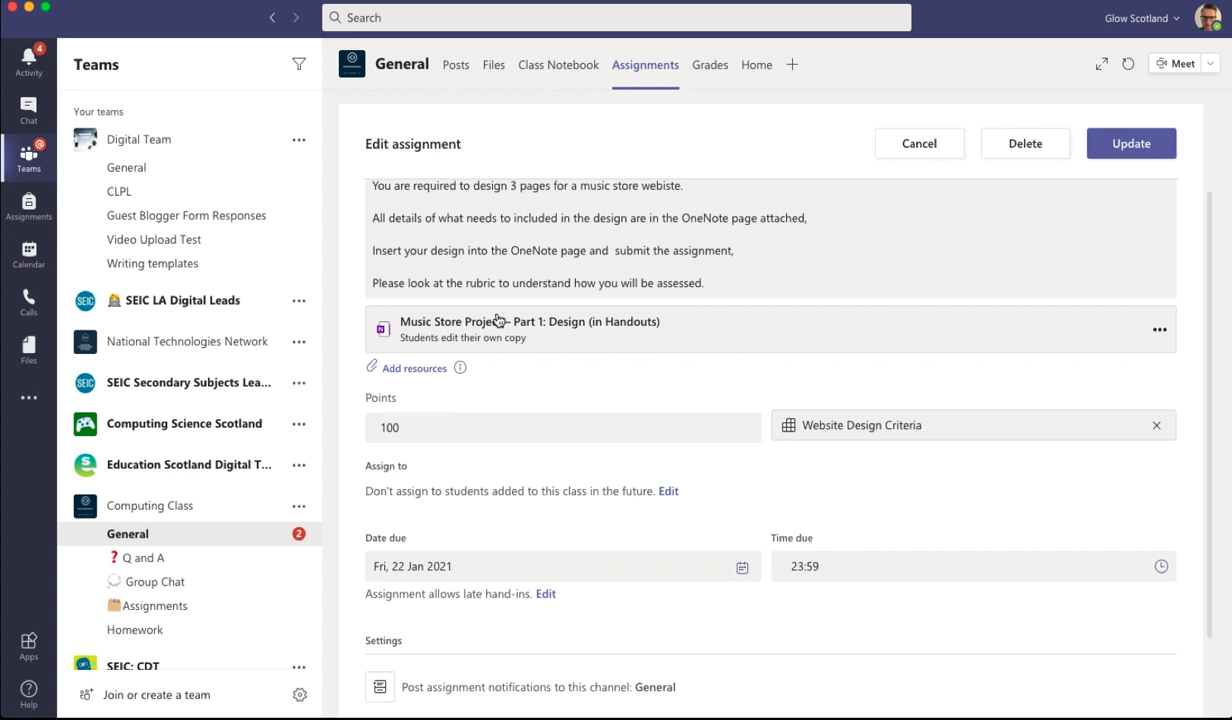 Search
Glow Scotland
4
Activity
Chat
@
Teams
Assignments
Calendar
Calls
Files
Apps
Help
Teams
Your teams
Digital Team
General
CLPL
Guest Blogger Form Responses
Video Upload Test
Writing templates
SEIC
SEIC LA Digital Leads
National Technologies Network
SEIC
SEIC Secondary Subjects Lea...
Computing Science Scotland
Education Scotland Digital T...
Computing Class
General
2
Q and A
Group Chat
Assignments
Homework
SEIC: CDT
Join or create a team
General Posts Files Class Notebook Assignments Grades Home
Meet
Edit assignment
Cancel Delete Update
You are required to design 3 pages for a music store webiste.
All details of what needs to included in the design are in the OneNote page attached,
Insert your design into the OneNote page and submit the assignment,
Please look at the rubric to understand how you will be assessed.
Music Store Project - Part 1: Design (in Handouts)
Students edit their own copy
Add resources
Points
100
Website Design Criteria
Assign to
Don't assign to students added to this class in the future. Edit
Date due
Time due
Fri, 22 Jan 2021
23:59
Assignment allows late hand-ins. Edit
Settings
Post assignment notifications to this channel: General